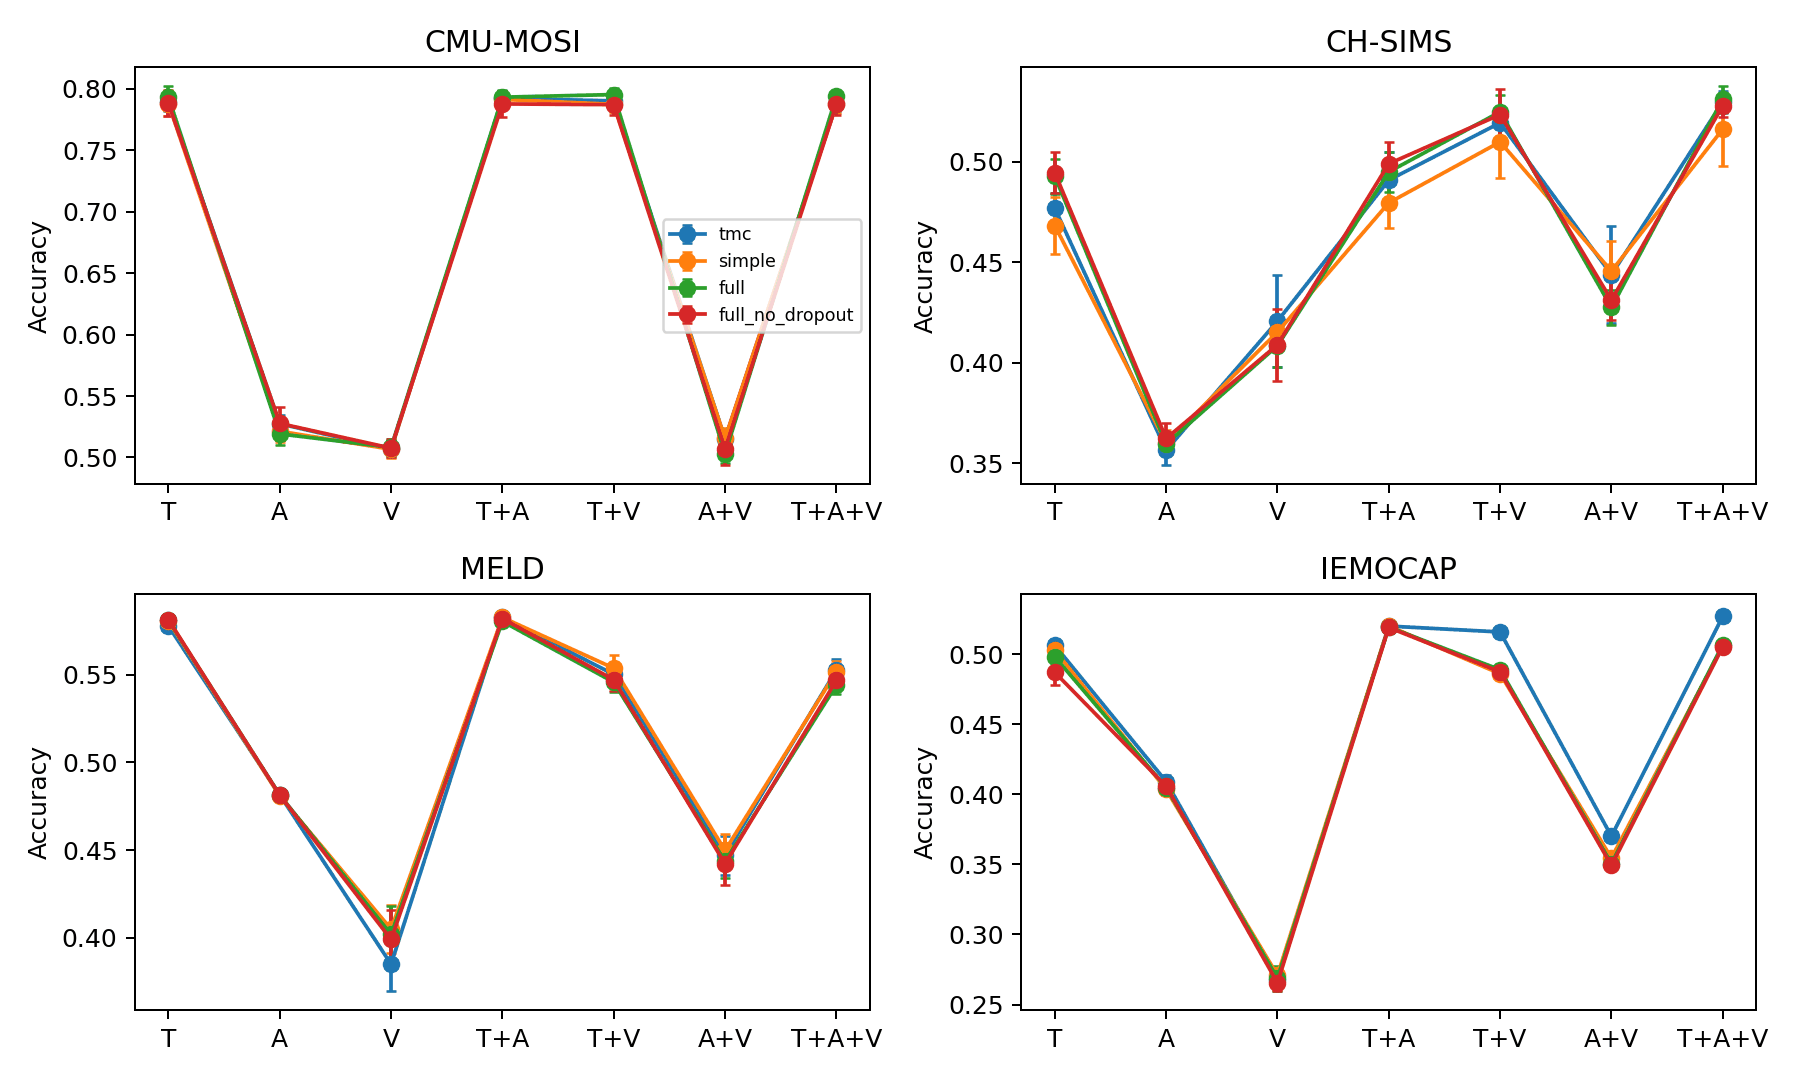 CMU-MOSI
Accuracy
0.80
0.75
0.70
0.65
0.60
0.55
0.50
tmc
simple
full
full_no_dropout
T A V T+A T+V A+V T+A+V
CH-SIMS
Accuracy
0.50
0.45
0.40
0.35
T A V T+A T+V A+V T+A+V
MELD
Accuracy
0.55
0.50
0.45
0.40
T A V T+A T+V A+V T+A+V
IEMOCAP
Accuracy
0.50
0.45
0.40
0.35
0.30
0.25
T A V T+A T+V A+V T+A+V